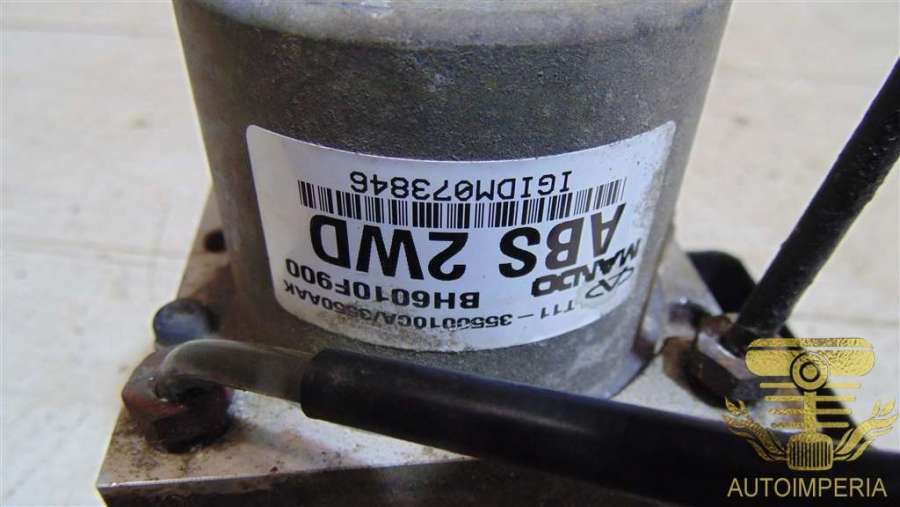 T11-3550010CA/3550AAK
BH6010F900
MANDO
ABS 2WD
IGIDM073846
AUTOIMPERIA